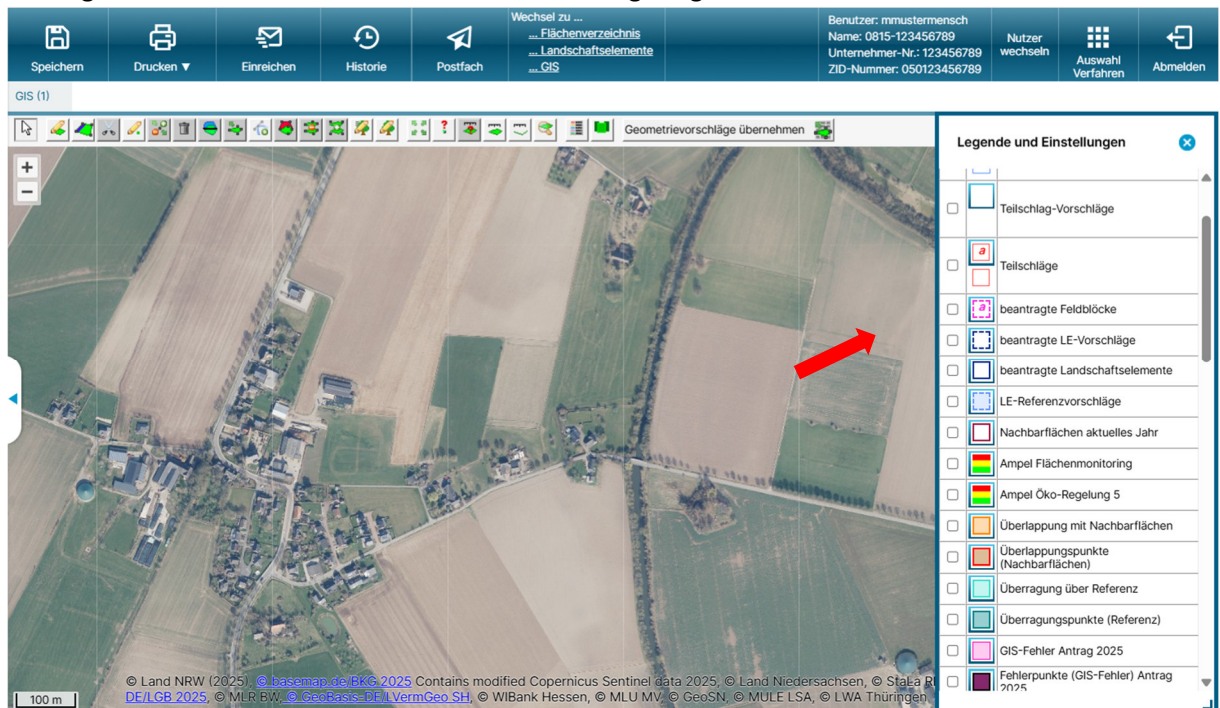 Wechsel zu ...
... Flächenverzeichnis
... Landschaftselemente
... GIS
Benutzer: mmustermensch
Name: 0815-123456789
Unternehmer-Nr.: 123456789
ZID-Nummer: 050123456789
Speichern
Drucken ▼
Einreichen
Historie
Postfach
Nutzer
wechseln
Auswahl
Verfahren
Abmelden
GIS (1)
Geometrievorschläge übernehmen
+
−
Legende und Einstellungen
Teilschlag-Vorschläge
a
Teilschläge
a
beantragte Feldblöcke
beantragte LE-Vorschläge
beantragte Landschaftselemente
LE-Referenzvorschläge
Nachbarflächen aktuelles Jahr
Ampel Flächenmonitoring
Ampel Öko-Regelung 5
Überlappung mit Nachbarflächen
Überlappungspunkte
(Nachbarflächen)
Überragung über Referenz
Überragungspunkte (Referenz)
GIS-Fehler Antrag 2025
Fehlerpunkte (GIS-Fehler) Antrag
2025
© Land NRW (2025), © basemap.de/BKG 2025 Contains modified Copernicus Sentinel data 2025, © Land Niedersachsen, © StaLa
DE/LGB 2025, © MLR BW, © GeoBasis-DE/LVermGeo SH, © WIBank Hessen, © MLU MV, © GeoSN, © MULE LSA, © LWA Thüringen
100 m